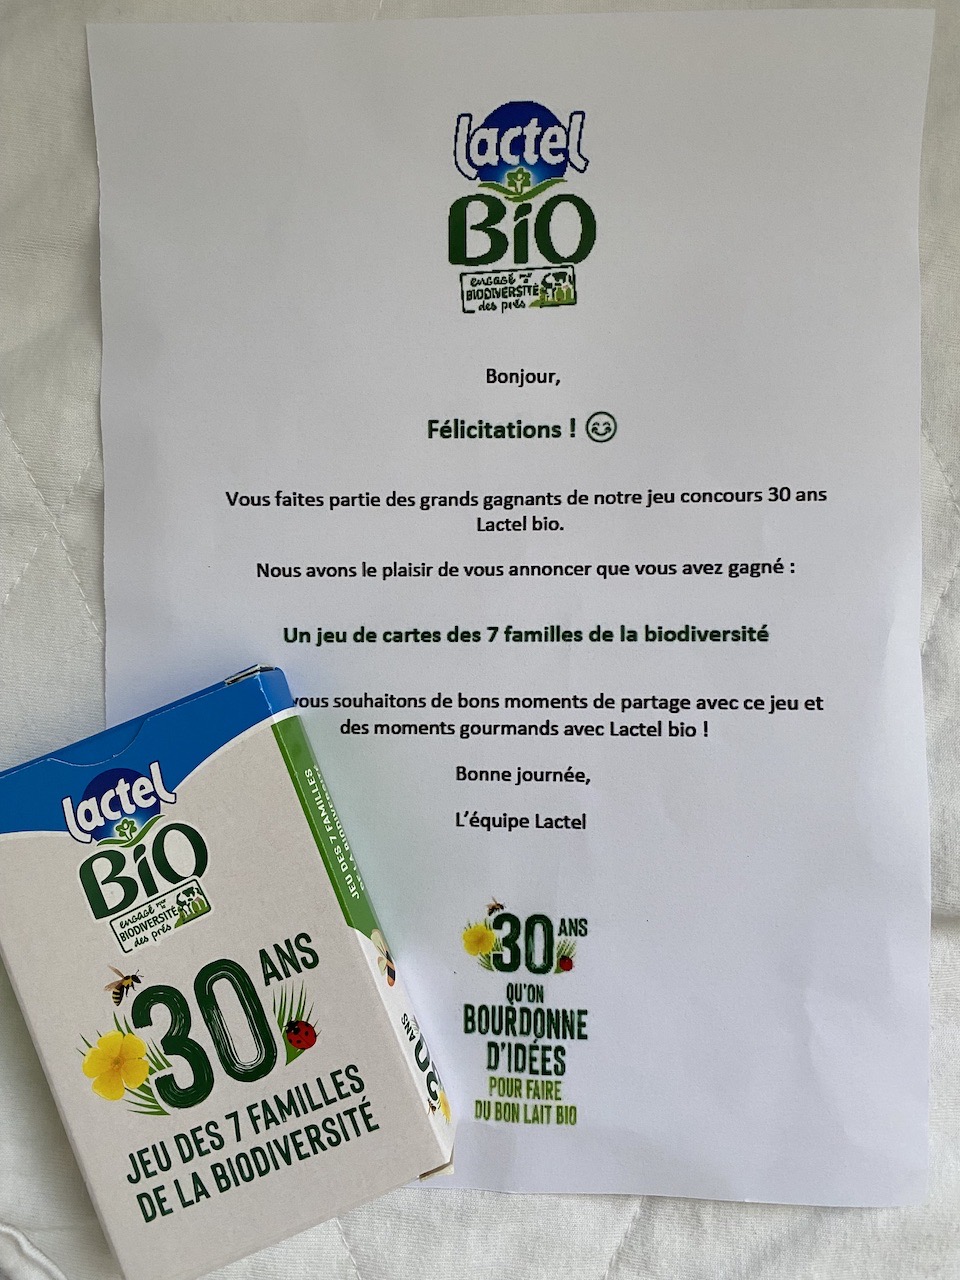 lactel
BiO
engagé pour la
BIODIVERSITÉ
des prés
Bonjour,
Félicitations !
Vous faites partie des grands gagnants de notre jeu concours 30 ans
Lactel bio.
Nous avons le plaisir de vous annoncer que vous avez gagné :
Un jeu de cartes des 7 familles de la biodiversité
vous souhaitons de bons moments de partage avec ce jeu et
des moments gourmands avec Lactel bio !
Bonne journée,
L'équipe Lactel
30 ANS
QU'ON
BOURDONNE
D'IDÉES
POUR FAIRE
DU BON LAIT BIO
lactel
BiO
engagé pour la
BIODIVERSITÉ
des prés
30 ANS
JEU DES 7 FAMILLES
DE LA BIODIVERSITÉ
JEU DES 7 FAMILLES
DE LA BIODIVERSITÉ
30 ANS